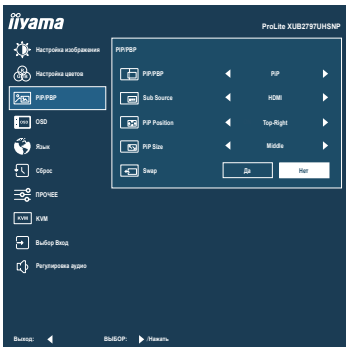 iiyama
ProLite XUB2797UHSNP
Настройка изображения
Настройка цветов
PIP/PBP
OSD
OSD
Язык
Сброс
ПРОЧЕЕ
KVM KVM
Выбор Вход
Регулировка аудио
PIP/PBP
PIP/PBP PiP
Sub Source HDMI
PiP Position Top-Right
PiP Size Middle
Swap Да Нет
Выход: ВЫБОР: /Нажать